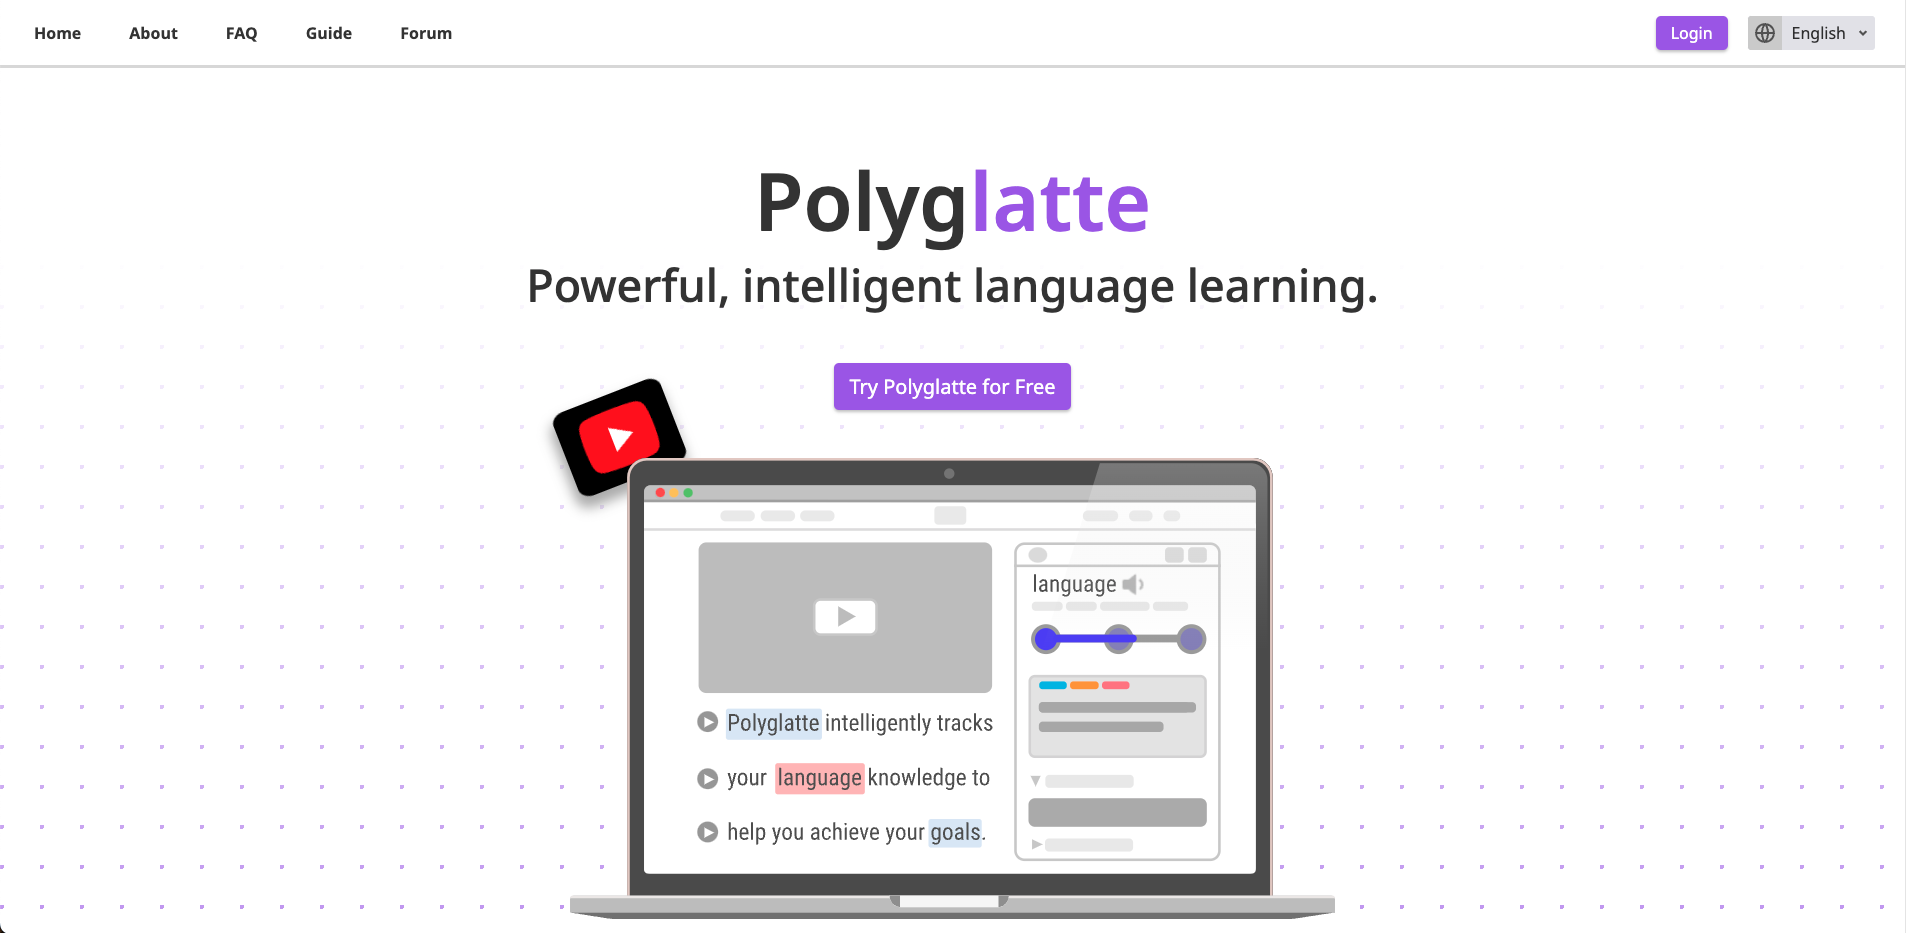 Home About FAQ Guide Forum Login English
Polyglatte
Powerful, intelligent language learning.
Try Polyglatte for Free
language
Polyglatte intelligently tracks
your language knowledge to
help you achieve your goals.